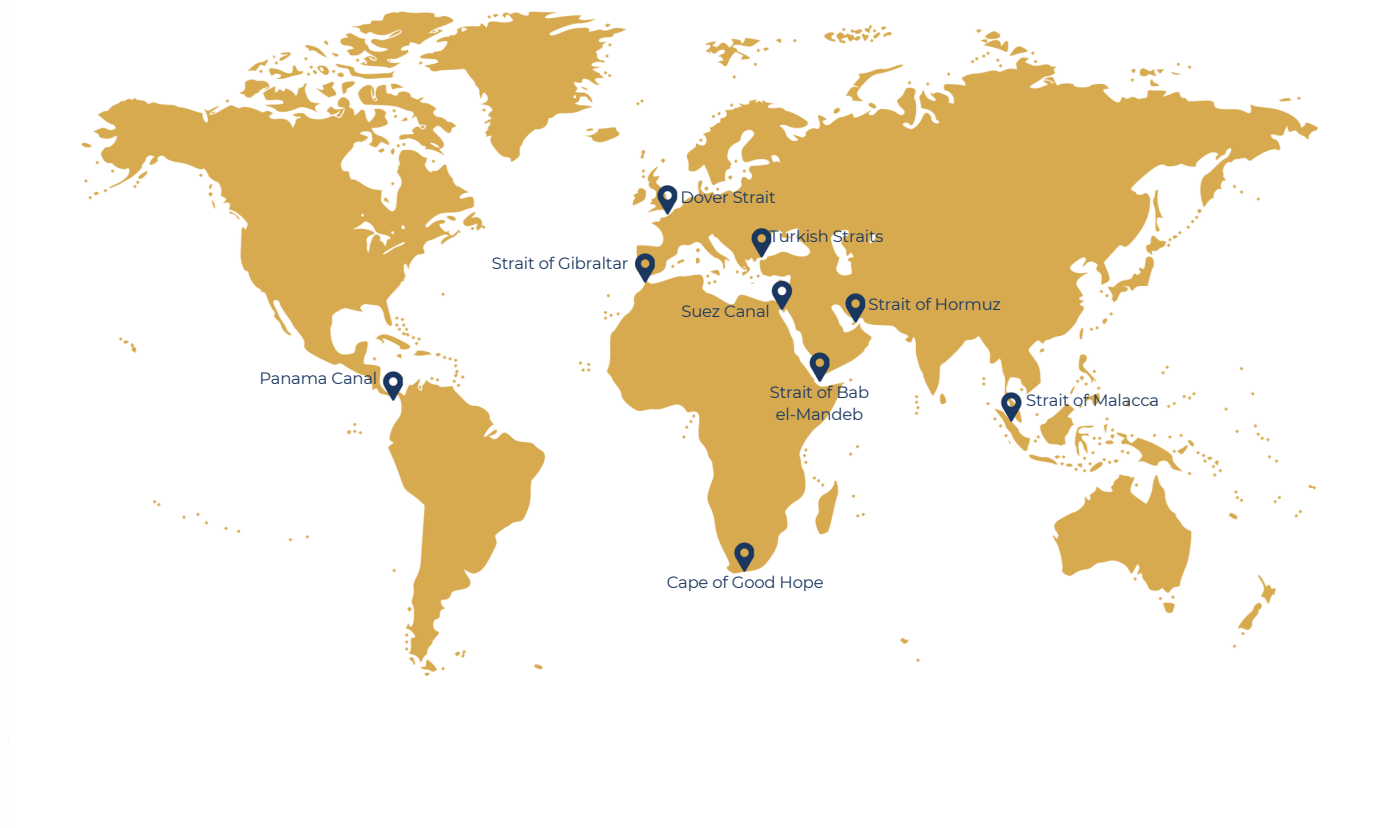 Dover Strait
Turkish Straits
Strait of Gibraltar
Suez Canal
Strait of Hormuz
Panama Canal
Strait of Bab
el-Mandeb
Strait of Malacca
Cape of Good Hope